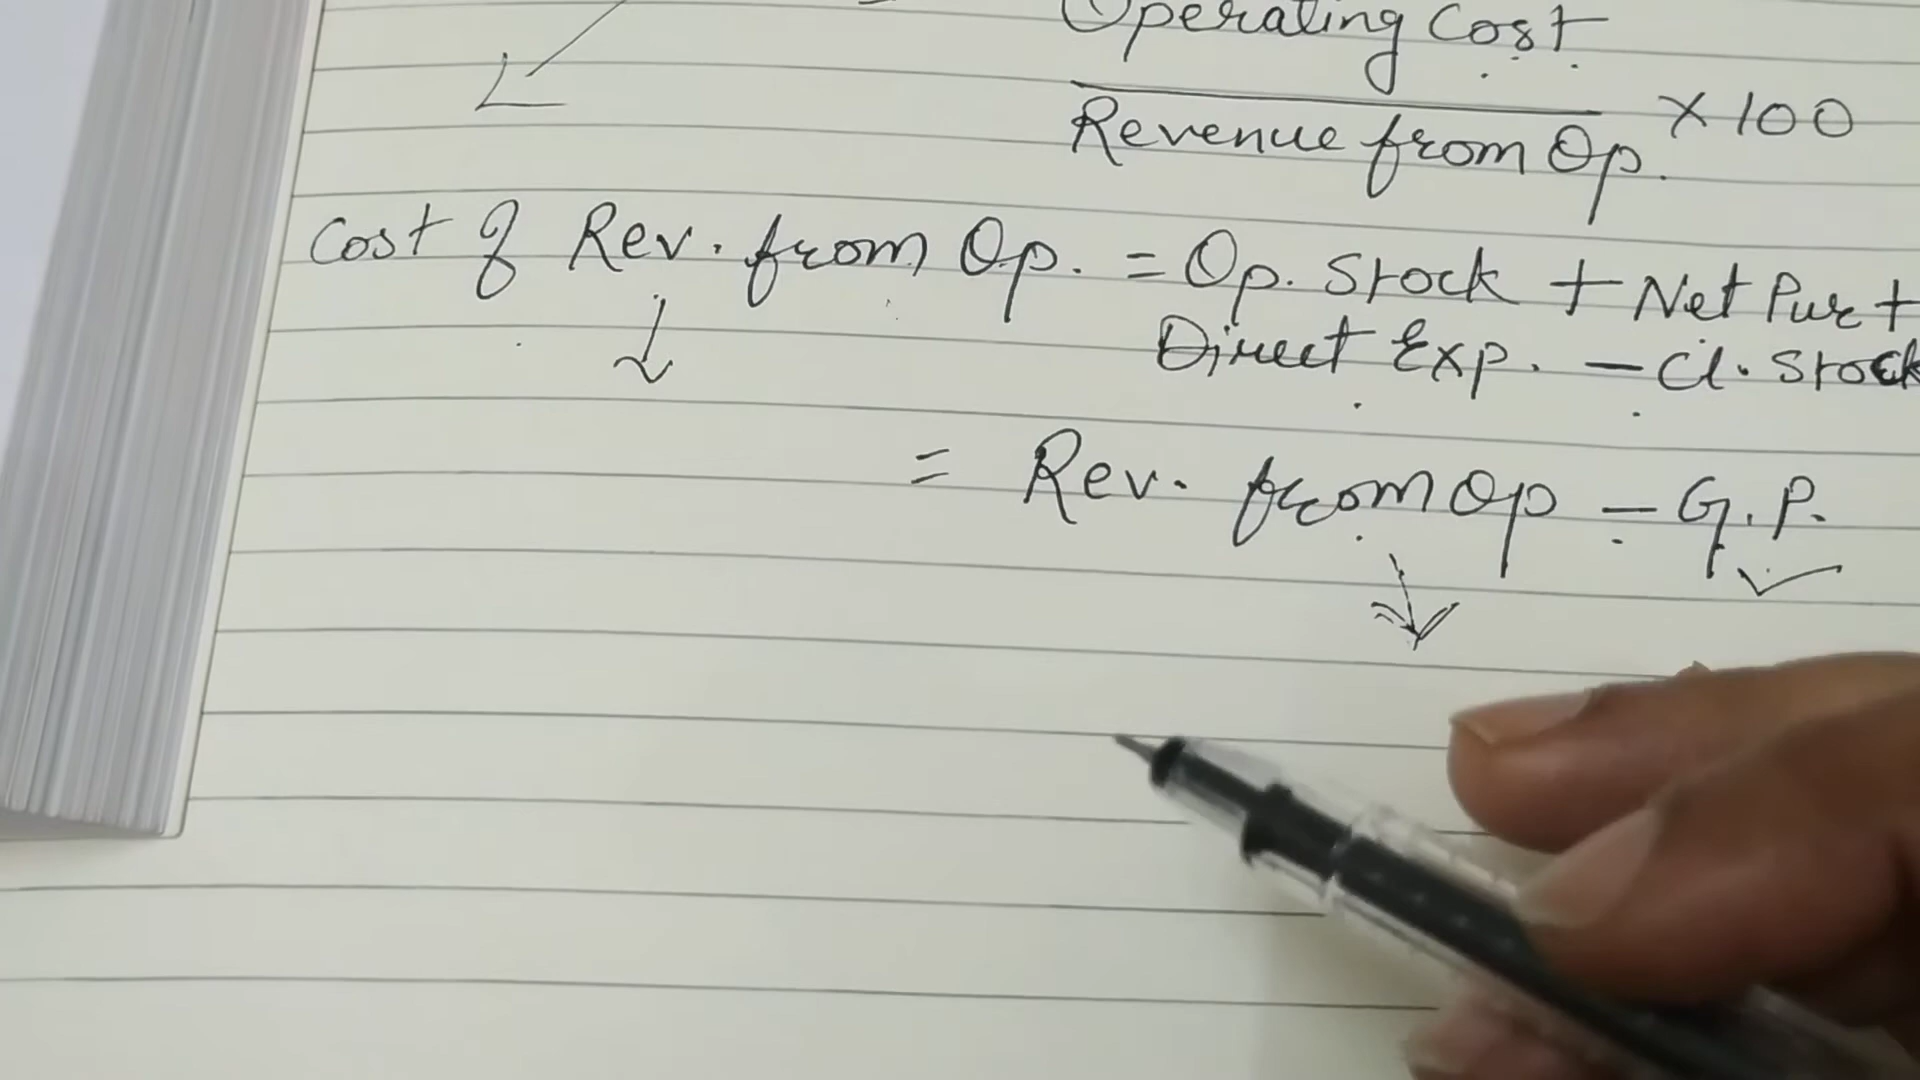 Operating Cost
Revenue from Op. × 100
Cost of Rev. from Op. = Op. Stock + Net Pur +
Direct Exp. – Cl. Stock
= Rev. from Op – G.P.